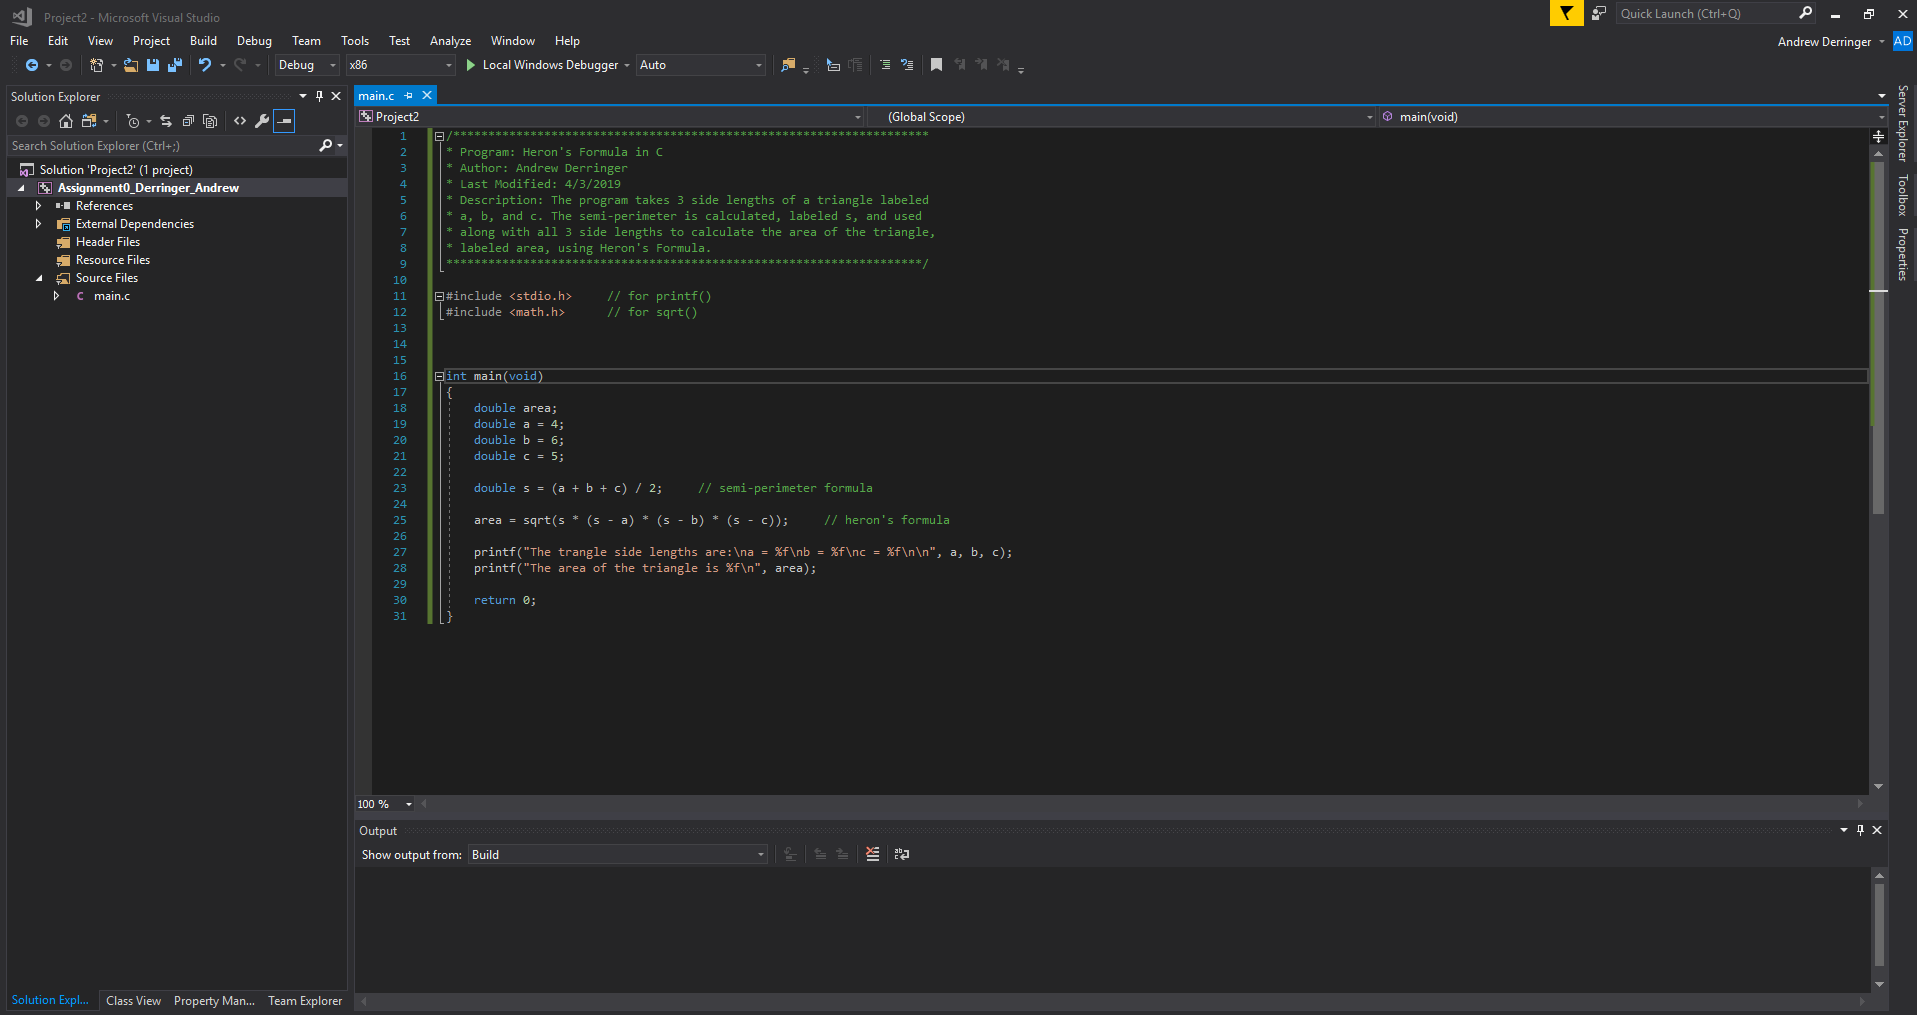 Project2 - Microsoft Visual Studio
Quick Launch (Ctrl+Q)
File Edit View Project Build Debug Team Tools Test Analyze Window Help
Andrew Derringer AD
Debug x86 Local Windows Debugger Auto
Solution Explorer
Search Solution Explorer (Ctrl+;)
Solution 'Project2' (1 project)
Assignment0_Derringer_Andrew
References
External Dependencies
Header Files
Resource Files
Source Files
C main.c
Solution Expl... Class View Property Man... Team Explorer
main.c
Project2 (Global Scope) main(void)
1 /********************************************************************
2 * Program: Heron's Formula in C
3 * Author: Andrew Derringer
4 * Last Modified: 4/3/2019
5 * Description: The program takes 3 side lengths of a triangle labeled
6 * a, b, and c. The semi-perimeter is calculated, labeled s, and used
7 * along with all 3 side lengths to calculate the area of the triangle,
8 * labeled area, using Heron's Formula.
9 ********************************************************************/
10
11 #include <stdio.h> // for printf()
12 #include <math.h> // for sqrt()
13
14
15
16 int main(void)
17 {
18 double area;
19 double a = 4;
20 double b = 6;
21 double c = 5;
22
23 double s = (a + b + c) / 2; // semi-perimeter formula
24
25 area = sqrt(s * (s - a) * (s - b) * (s - c)); // heron's formula
26
27 printf("The trangle side lengths are:\na = %f\nb = %f\nc = %f\n\n", a, b, c);
28 printf("The area of the triangle is %f\n", area);
29
30 return 0;
31 }
100 %
Output
Show output from: Build
Server Explorer
Toolbox
Properties